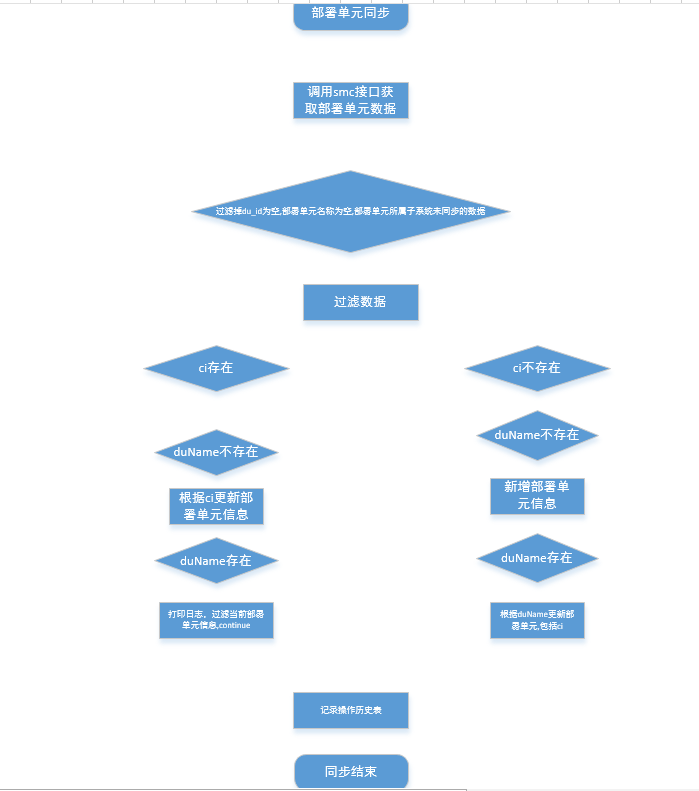 部署单元同步
调用smc接口获
取部署单元数据
过滤掉du_id为空,部署单元名称为空,部署单元所属子系统未同步的数据
过滤数据
ci存在
ci不存在
duName不存在
duName不存在
根据ci更新部
署单元信息
新增部署单
元信息
duName存在
duName存在
打印日志，过滤当前部署
单元信息,continue
根据duName更新部
署单元,包括ci
记录操作历史表
同步结束